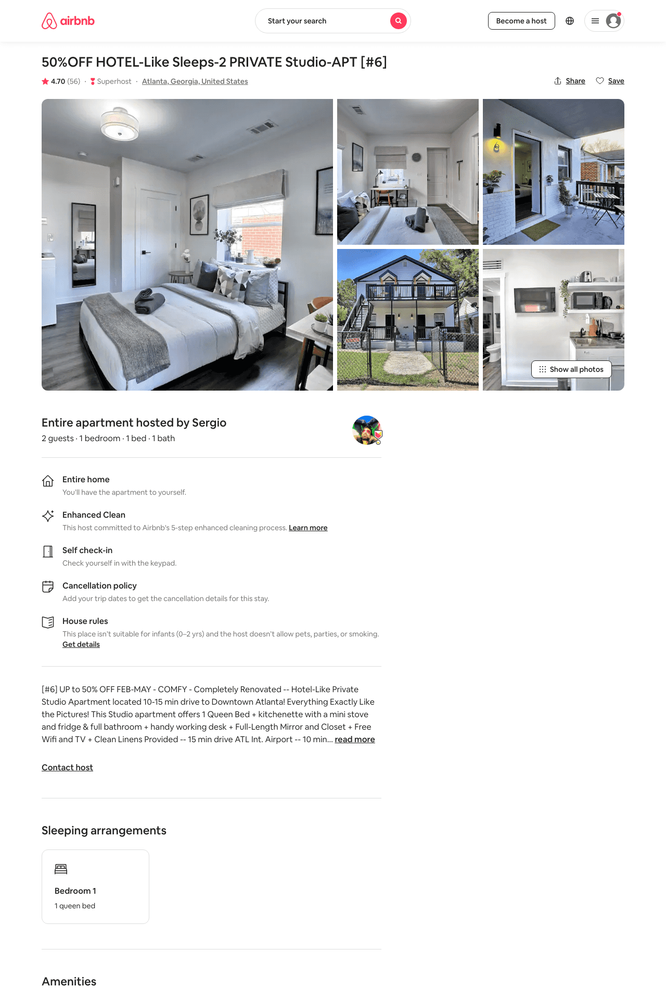 airbnb
Start your search
Become a host
50%OFF HOTEL-Like Sleeps-2 PRIVATE Studio-APT [#6]
4.70 (56) · Superhost · Atlanta, Georgia, United States
Share
Save
Show all photos
Entire apartment hosted by Sergio
2 guests · 1 bedroom · 1 bed · 1 bath
Entire home
You’ll have the apartment to yourself.
Enhanced Clean
This host committed to Airbnb's 5-step enhanced cleaning process. Learn more
Self check-in
Check yourself in with the keypad.
Cancellation policy
Add your trip dates to get the cancellation details for this stay.
House rules
This place isn’t suitable for infants (0–2 yrs) and the host doesn’t allow pets, parties, or smoking.
Get details
[#6] UP to 50% OFF FEB-MAY - COMFY - Completely Renovated -- Hotel-Like Private
Studio Apartment located 10-15 min drive to Downtown Atlanta! Everything Exactly Like
the Pictures! This Studio apartment offers 1 Queen Bed + kitchenette with a mini stove
and fridge & full bathroom + handy working desk + Full-Length Mirror and Closet + Free
Wifi and TV + Clean Linens Provided -- 15 min drive ATL Int. Airport -- 10 min... read more
Contact host
Sleeping arrangements
Bedroom 1
1 queen bed
Amenities